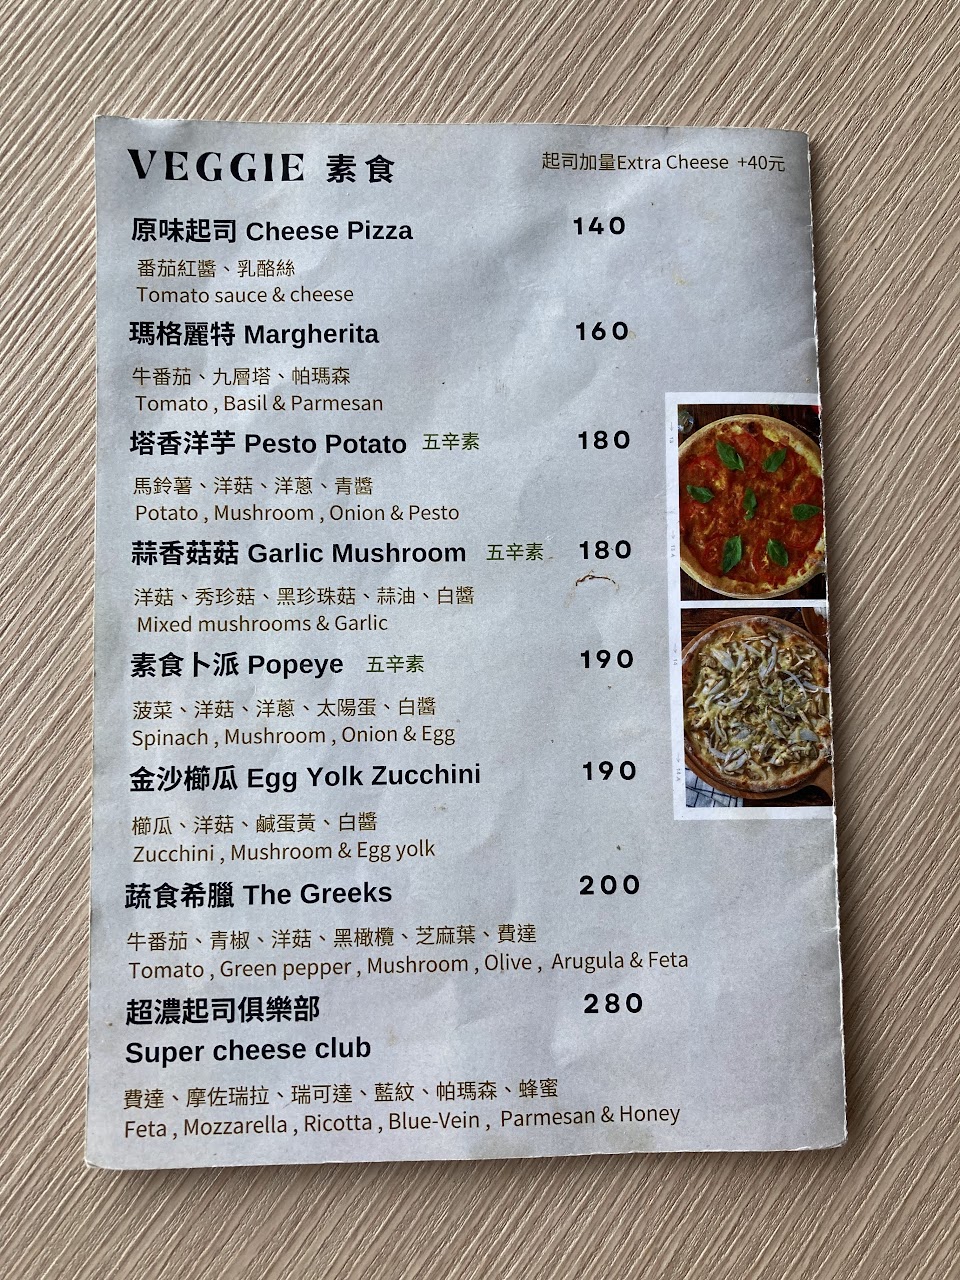 VEGGIE 素食
起司加量Extra Cheese +40元
原味起司 Cheese Pizza 140
番茄紅醬、乳酪絲
Tomato sauce & cheese
瑪格麗特 Margherita 160
牛番茄、九層塔、帕瑪森
Tomato , Basil & Parmesan
塔香洋芋 Pesto Potato 五辛素 180
馬鈴薯、洋菇、洋蔥、青醬
Potato , Mushroom , Onion & Pesto
蒜香菇菇 Garlic Mushroom 五辛素 180
洋菇、秀珍菇、黑珍珠菇、蒜油、白醬
Mixed mushrooms & Garlic
素食卜派 Popeye 五辛素 190
菠菜、洋菇、洋蔥、太陽蛋、白醬
Spinach , Mushroom , Onion & Egg
金沙櫛瓜 Egg Yolk Zucchini 190
櫛瓜、洋菇、鹹蛋黃、白醬
Zucchini , Mushroom & Egg yolk
蔬食希臘 The Greeks 200
牛番茄、青椒、洋菇、黑橄欖、芝麻葉、費達
Tomato , Green pepper , Mushroom , Olive , Arugula & Feta
超濃起司俱樂部 280
Super cheese club
費達、摩佐瑞拉、瑞可達、藍紋、帕瑪森、蜂蜜
Feta , Mozzarella , Ricotta , Blue-Vein , Parmesan & Honey